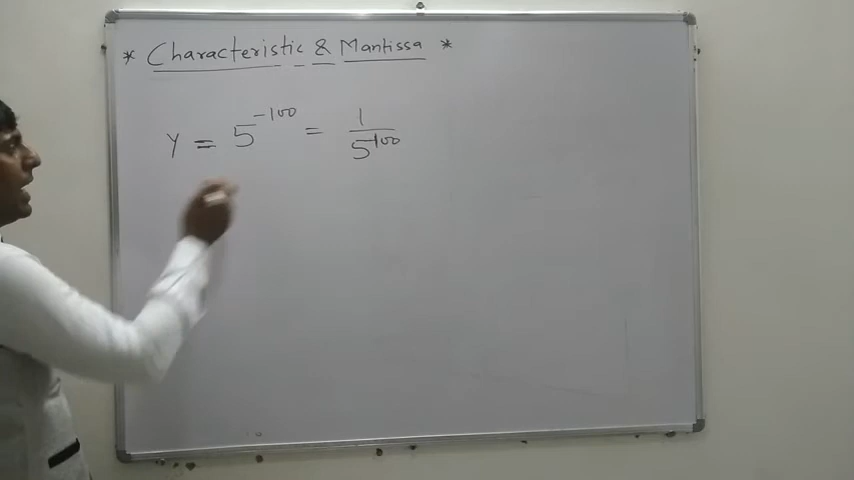 * Characteristic & Mantissa *
y = 5^-100 = 1/5^100